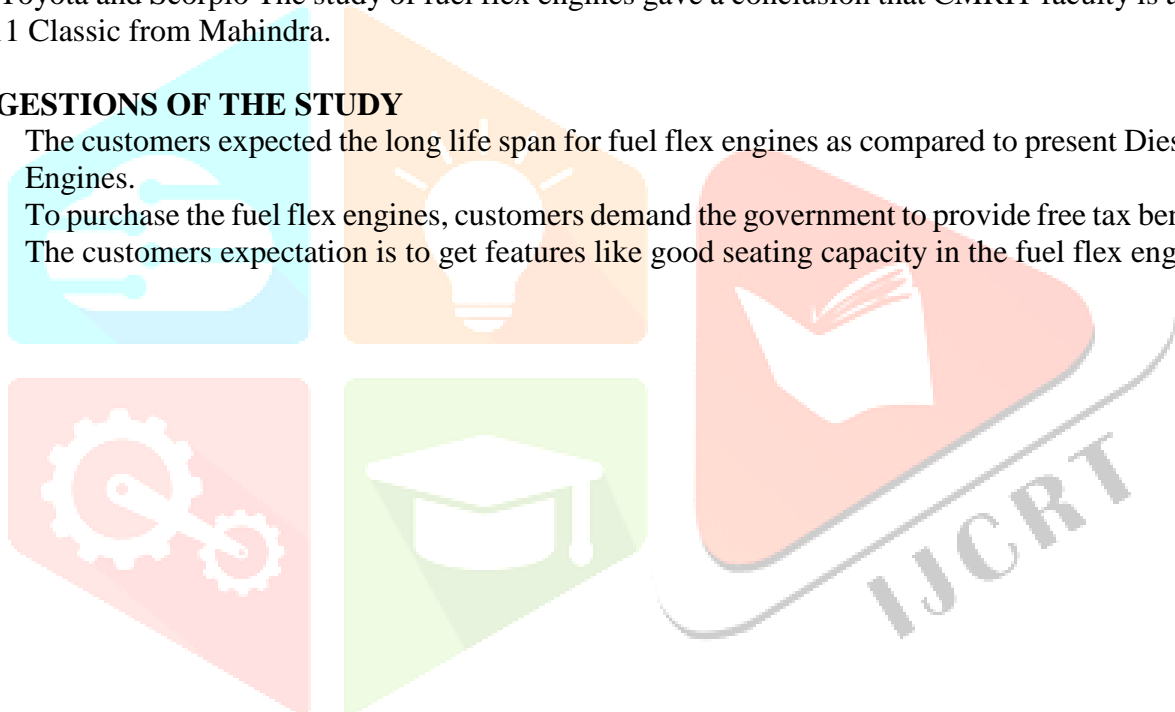 Toyota and Scorpio The study of fuel flex engines gave a conclusion that CMRIT faculty is
1 Classic from Mahindra.
GESTIONS OF THE STUDY
The customers expected the long life span for fuel flex engines as compared to present Dies
Engines.
To purchase the fuel flex engines, customers demand the government to provide free tax ben
The customers expectation is to get features like good seating capacity in the fuel flex eng
IJCRT